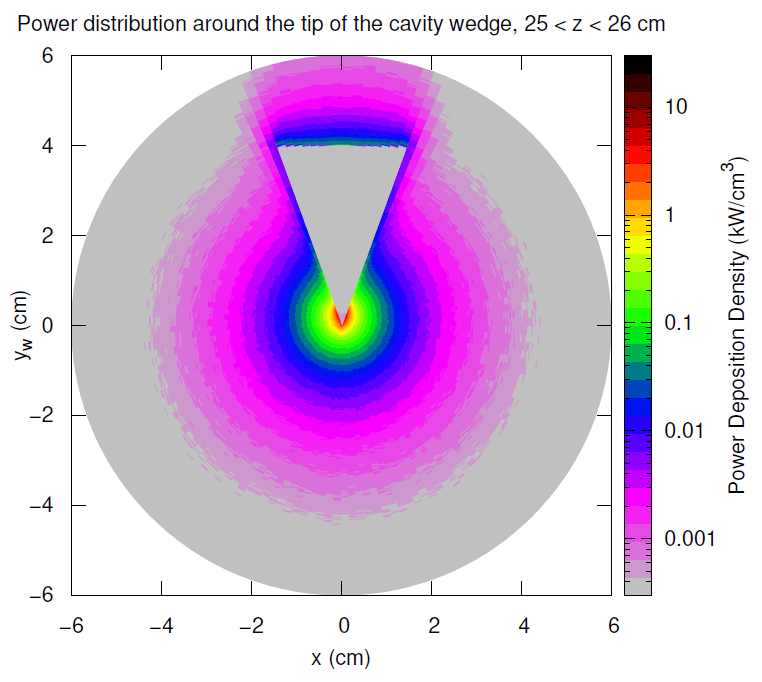 Power distribution around the tip of the cavity wedge, 25 < z < 26 cm
6
4
2
0
−2
−4
−6
y_w (cm)
−6 −4 −2 0 2 4 6
x (cm)
10
1
0.1
0.01
0.001
Power Deposition Density (kW/cm³)